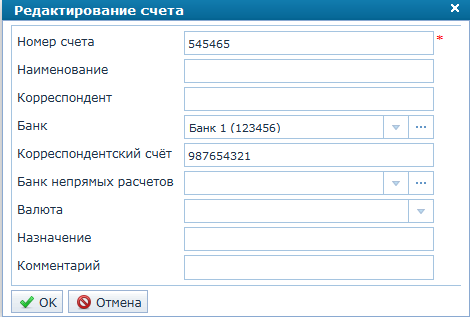 Редактирование счета
Номер счета 545465 *
Наименование
Корреспондент
Банк Банк 1 (123456) ...
Корреспондентский счёт 987654321
Банк непрямых расчетов ...
Валюта
Назначение
Комментарий
OK Отмена